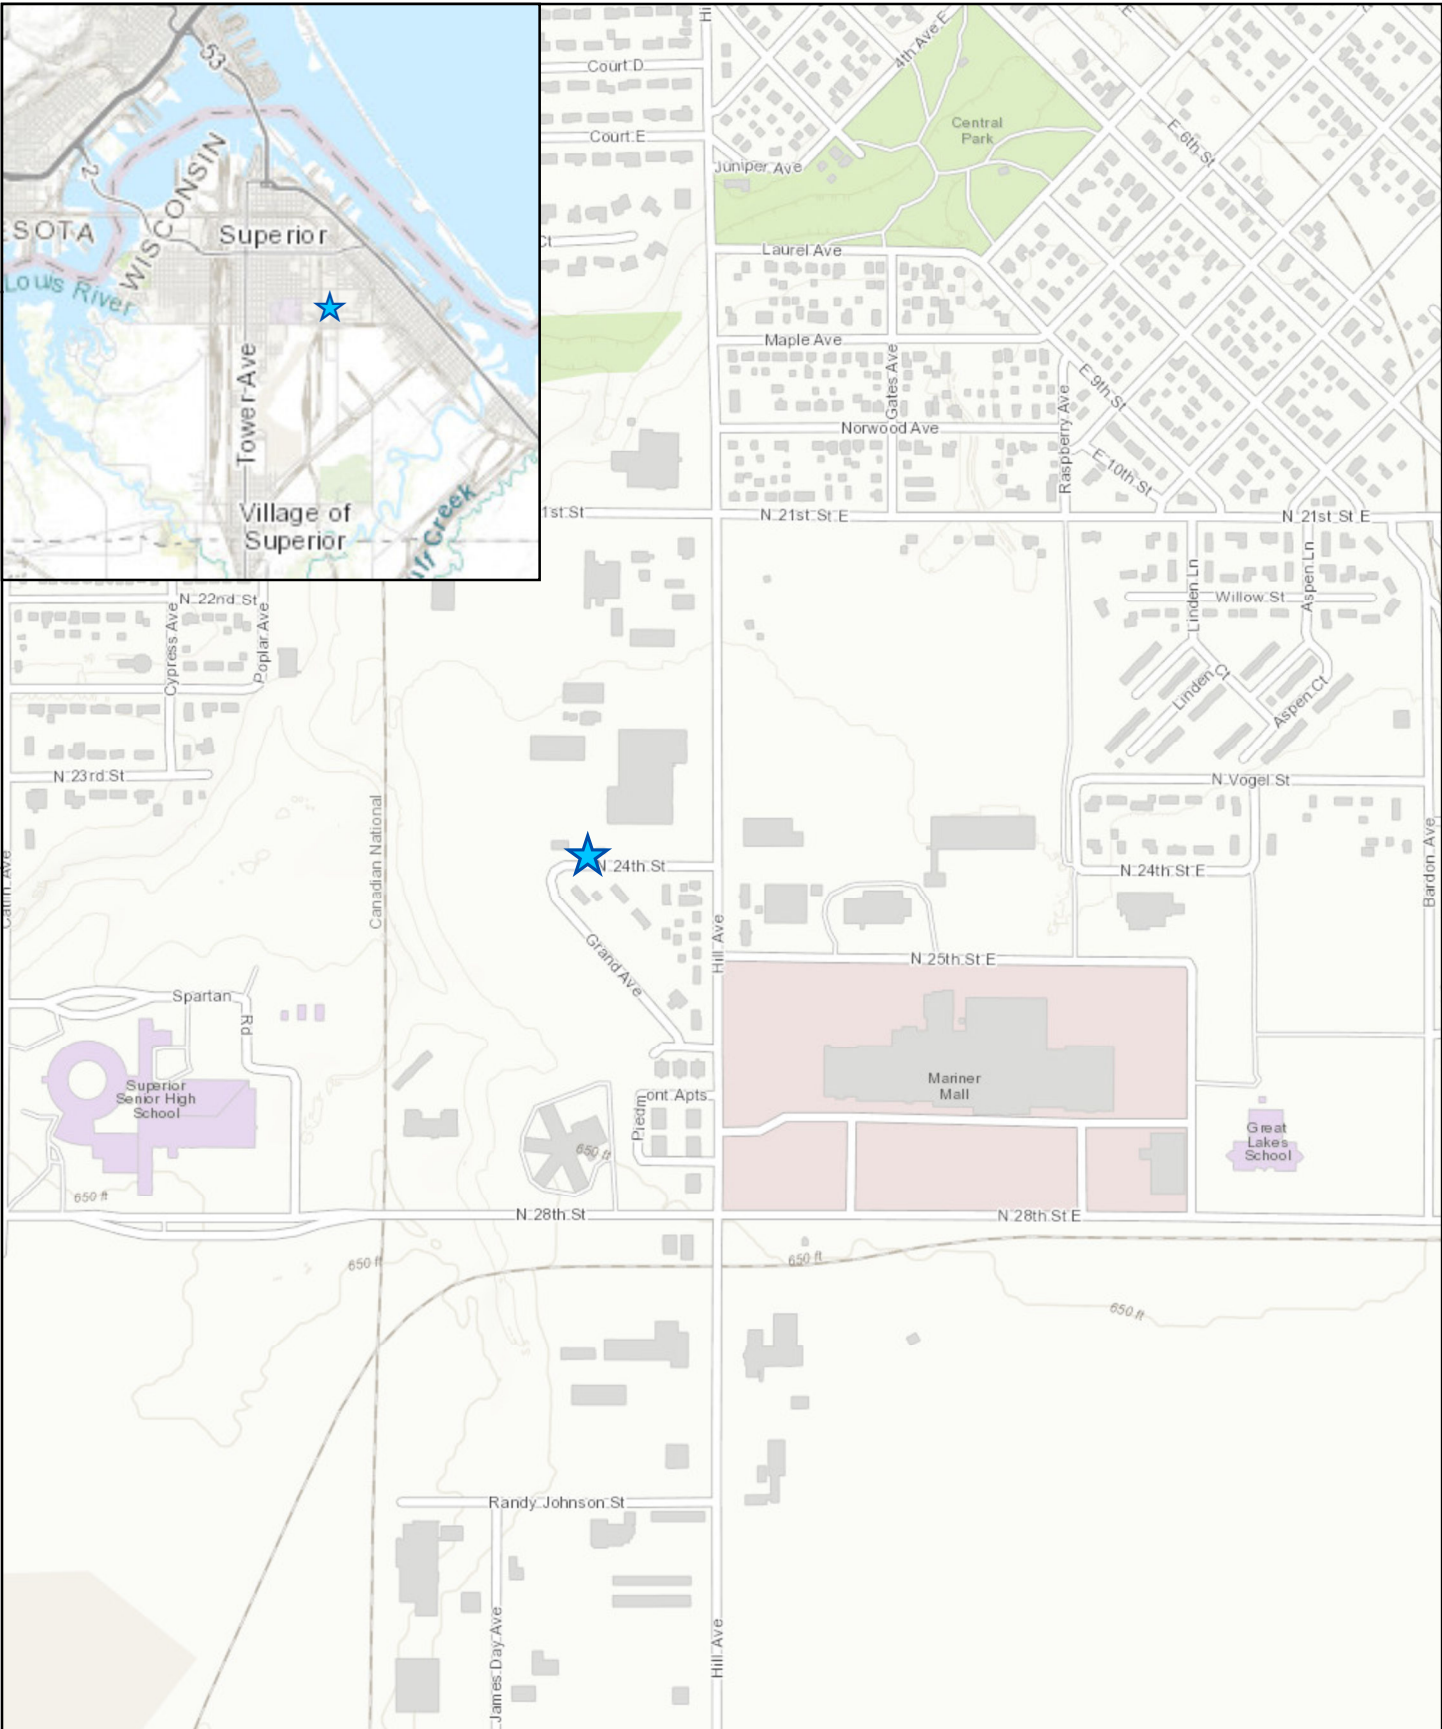 53
2
WISCONSIN
ESOTA
Superior
Louis River
Tower Ave
Village of
Superior
Creek
Hi
Court D
4th Ave E
E
Central
Park
E 6th St
Court E
Juniper Ave
Ct
Laurel Ave
Maple Ave
Gates Ave
E 9th St
Raspberry Ave
Norwood Ave
E 10th St
1st St
N 21st St E
N 21st St E
Linden Ln
Aspen Ln
Willow St
N 22nd St
Cypress Ave
Poplar Ave
Linden Ct
Aspen Ct
N 23rd St
N Vogel St
Canadian National
Catlin Ave
Bardon Ave
N 24th St
N 24th St E
Hill Ave
Grand Ave
N 25th St E
Spartan
Rd
Superior
Senior High
School
Mariner
Mall
Piedm
ont Apts
Great
Lakes
School
650 ft
650 ft
N 28th St
N 28th St E
650 ft
650 ft
650 ft
Randy Johnson St
James Day Ave
Hill Ave